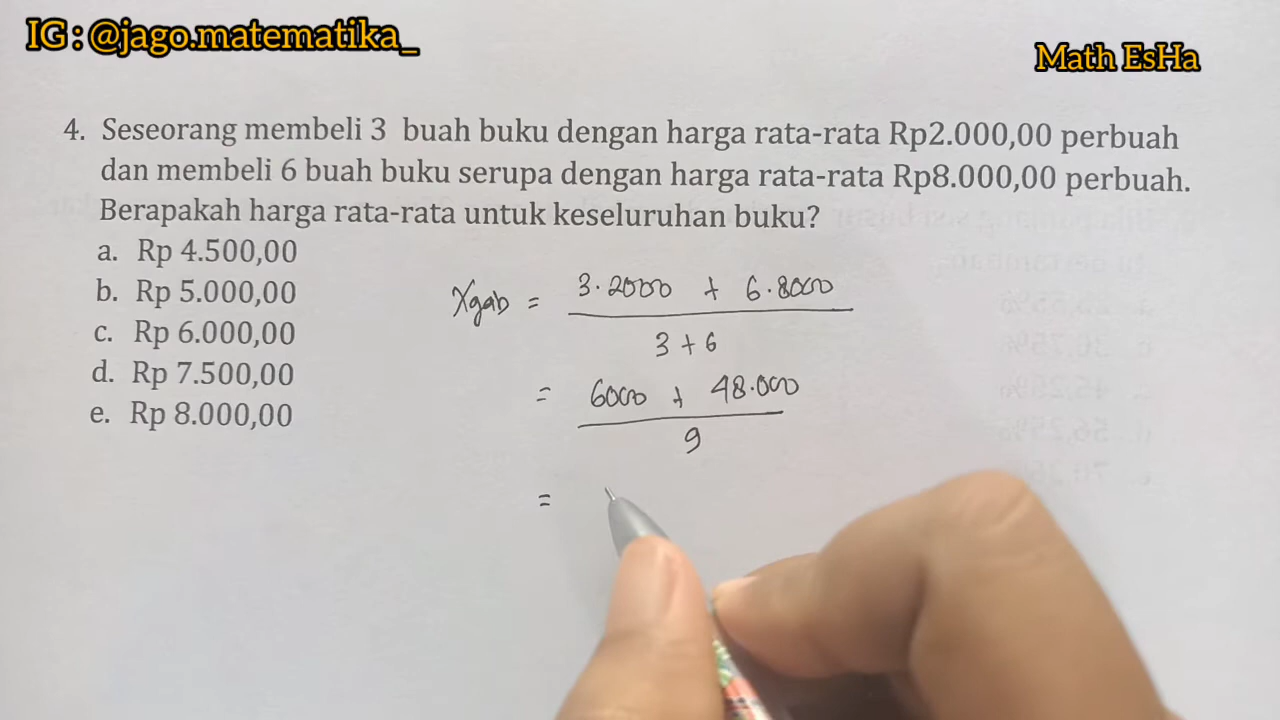 IG : @jago.matematika_
Math EsHa
4. Seseorang membeli 3 buah buku dengan harga rata-rata Rp2.000,00 perbuah
dan membeli 6 buah buku serupa dengan harga rata-rata Rp8.000,00 perbuah.
Berapakah harga rata-rata untuk keseluruhan buku?
a. Rp 4.500,00
b. Rp 5.000,00
c. Rp 6.000,00
d. Rp 7.500,00
e. Rp 8.000,00
Xgab = 3.2000 + 6.8000
3 + 6
= 6000 + 48.000
9
=